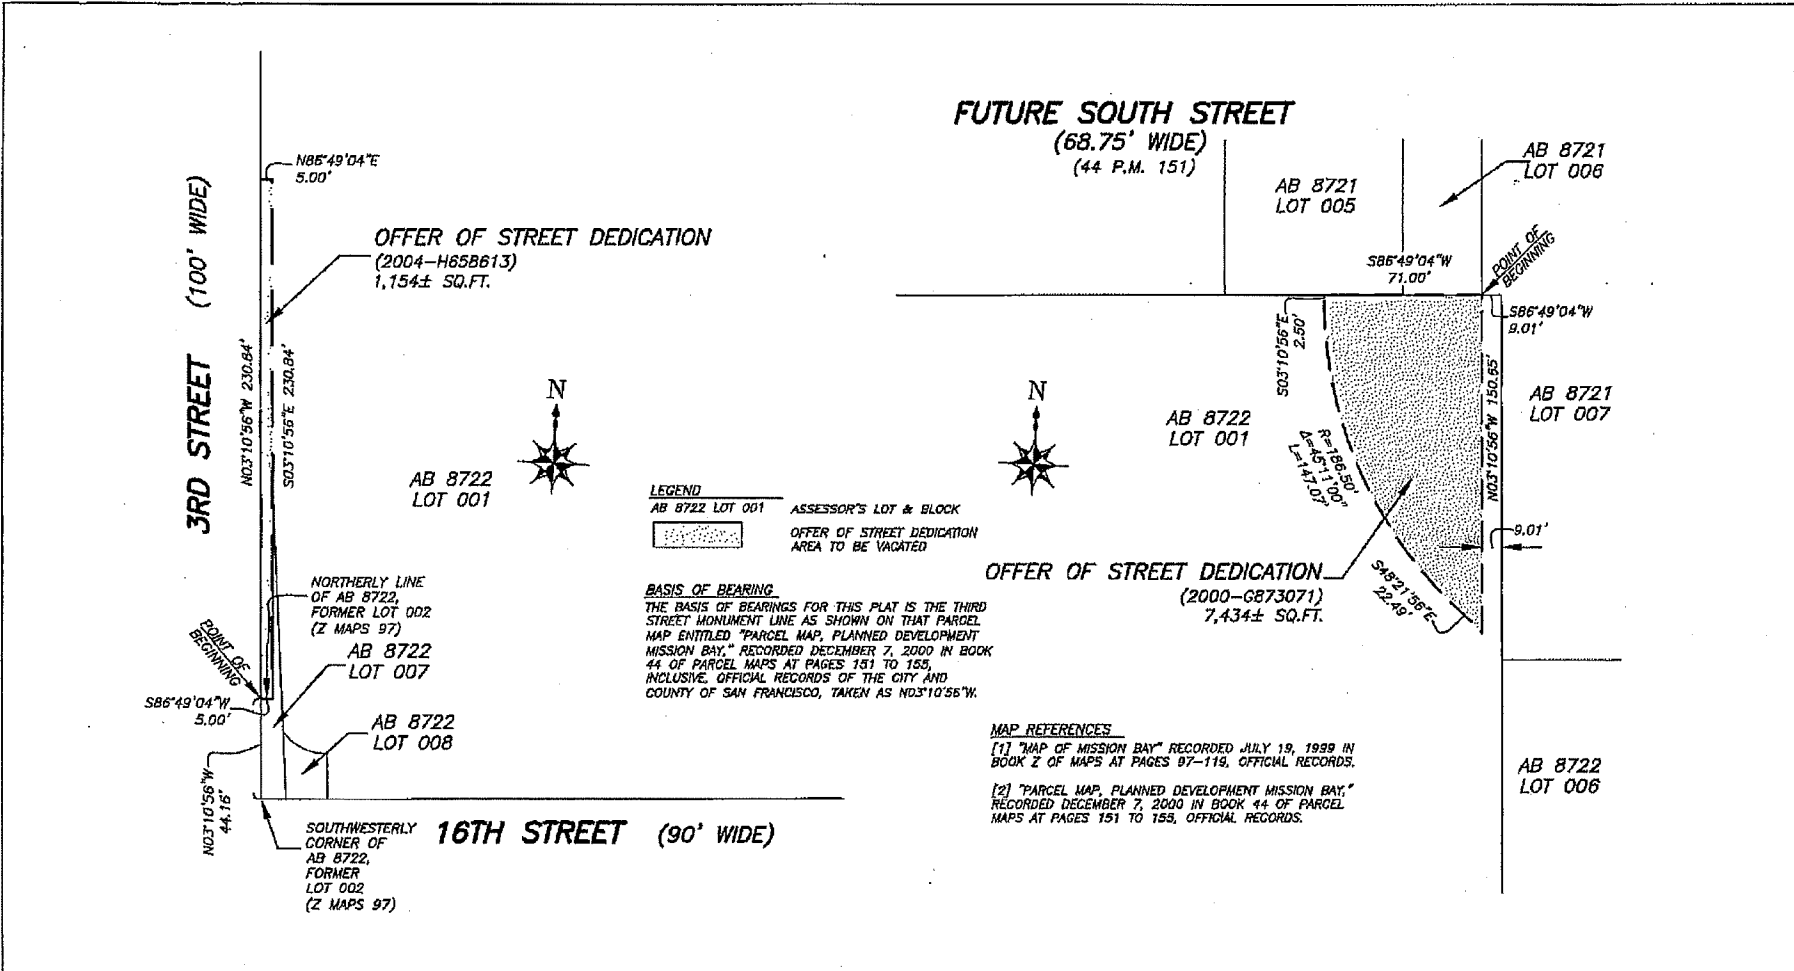 FUTURE SOUTH STREET
(68.75' WIDE)
(44 P.M. 151)
AB 8721
LOT 006
AB 8721
LOT 005
N86°49'04"E
5.00'
3RD STREET (100' WIDE)
OFFER OF STREET DEDICATION
(2004-H658613)
1,154± SQ.FT.
N03°10'56"W 230.84'
S03°10'56"E 230.84'
N
AB 8722
LOT 001
LEGEND
AB 8722 LOT 001 ASSESSOR'S LOT & BLOCK
OFFER OF STREET DEDICATION
AREA TO BE VACATED
BASIS OF BEARING
THE BASIS OF BEARINGS FOR THIS PLAT IS THE THIRD
STREET MONUMENT LINE AS SHOWN ON THAT PARCEL
MAP ENTITLED "PARCEL MAP, PLANNED DEVELOPMENT
MISSION BAY," RECORDED DECEMBER 7, 2000 IN BOOK
44 OF PARCEL MAPS AT PAGES 151 TO 155,
INCLUSIVE, OFFICIAL RECORDS OF THE CITY AND
COUNTY OF SAN FRANCISCO, TAKEN AS N03°10'56"W.
NORTHERLY LINE
OF AB 8722,
FORMER LOT 002
(Z MAPS 97)
POINT OF
BEGINNING
AB 8722
LOT 007
S86°49'04"W
5.00'
AB 8722
LOT 008
N03°10'56"W
44.16'
SOUTHWESTERLY
CORNER OF
AB 8722,
FORMER
LOT 002
(Z MAPS 97)
16TH STREET (90' WIDE)
S86°49'04"W
71.00'
POINT OF
BEGINNING
S86°49'04"W
9.01'
S03°10'56"E
2.50'
N
AB 8722
LOT 001
R=186.50'
Δ=45°11'00"
L=147.07'
N03°10'56"W 150.65'
AB 8721
LOT 007
9.01'
OFFER OF STREET DEDICATION
(2000-G873071)
7,434± SQ.FT.
S48°21'56"E
22.49'
MAP REFERENCES
[1] "MAP OF MISSION BAY" RECORDED JULY 19, 1999 IN
BOOK Z OF MAPS AT PAGES 97-119, OFFICIAL RECORDS.
[2] "PARCEL MAP, PLANNED DEVELOPMENT MISSION BAY,"
RECORDED DECEMBER 7, 2000 IN BOOK 44 OF PARCEL
MAPS AT PAGES 151 TO 155, OFFICIAL RECORDS.
AB 8722
LOT 006